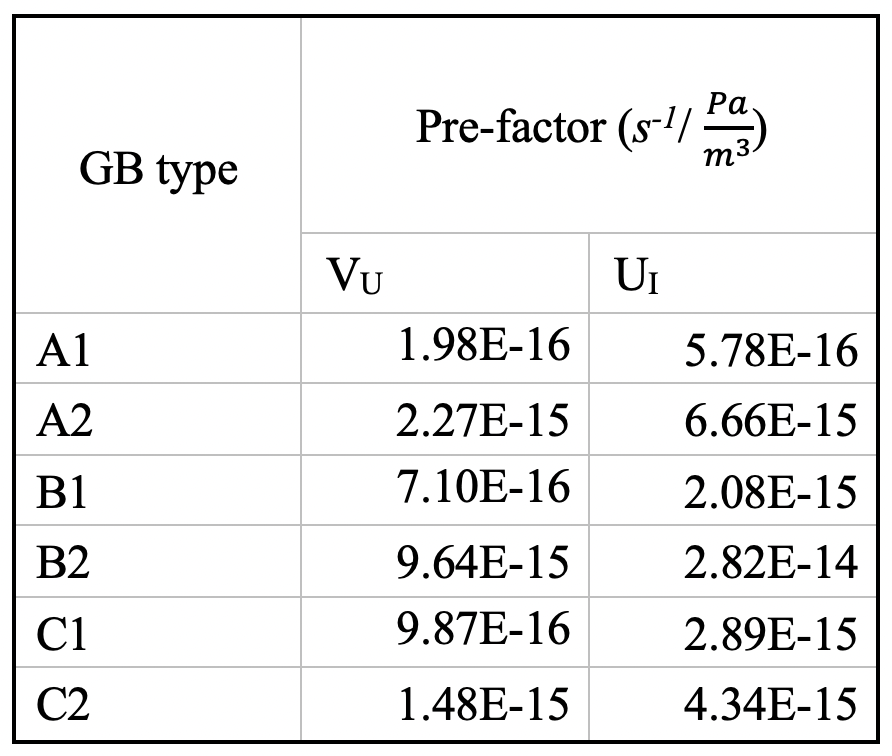 GB type
Pre-factor (s⁻¹/ Pa/m³)
V_U U_I
A1 1.98E-16 5.78E-16
A2 2.27E-15 6.66E-15
B1 7.10E-16 2.08E-15
B2 9.64E-15 2.82E-14
C1 9.87E-16 2.89E-15
C2 1.48E-15 4.34E-15